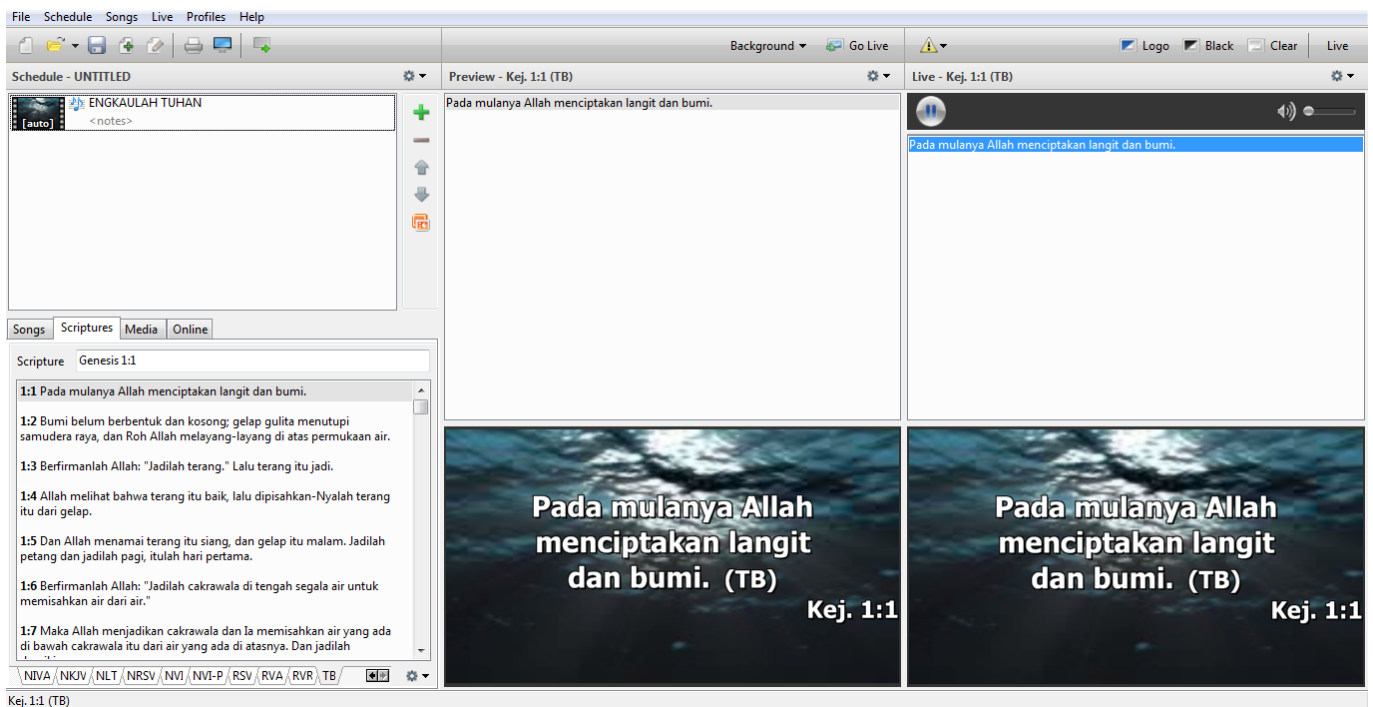 File Schedule Songs Live Profiles Help
Background Go Live Logo Black Clear Live
Schedule - UNTITLED
[auto] ENGKAULAH TUHAN
<notes>
Preview - Kej. 1:1 (TB)
Pada mulanya Allah menciptakan langit dan bumi.
Live - Kej. 1:1 (TB)
Pada mulanya Allah menciptakan langit dan bumi.
Songs Scriptures Media Online
Scripture Genesis 1:1
1:1 Pada mulanya Allah menciptakan langit dan bumi.
1:2 Bumi belum berbentuk dan kosong; gelap gulita menutupi
samudera raya, dan Roh Allah melayang-layang di atas permukaan air.
1:3 Berfirmanlah Allah: "Jadilah terang." Lalu terang itu jadi.
1:4 Allah melihat bahwa terang itu baik, lalu dipisahkan-Nyalah terang
itu dari gelap.
1:5 Dan Allah menamai terang itu siang, dan gelap itu malam. Jadilah
petang dan jadilah pagi, itulah hari pertama.
1:6 Berfirmanlah Allah: "Jadilah cakrawala di tengah segala air untuk
memisahkan air dari air."
1:7 Maka Allah menjadikan cakrawala dan Ia memisahkan air yang ada
di bawah cakrawala itu dari air yang ada di atasnya. Dan jadilah
NIVA NKJV NLT NRSV NVI NVI-P RSV RVA RVR TB
Kej. 1:1 (TB)
Pada mulanya Allah
menciptakan langit
dan bumi. (TB)
Kej. 1:1
Pada mulanya Allah
menciptakan langit
dan bumi. (TB)
Kej. 1:1